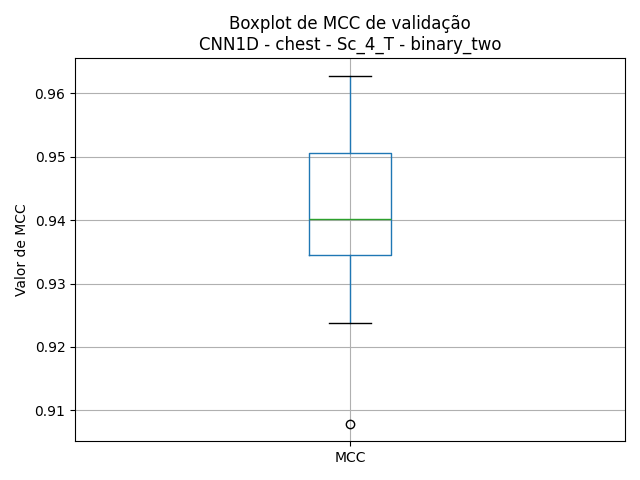 Boxplot de MCC de validação
CNN1D - chest - Sc_4_T - binary_two
0.96
0.95
0.94
0.93
0.92
0.91
Valor de MCC
MCC